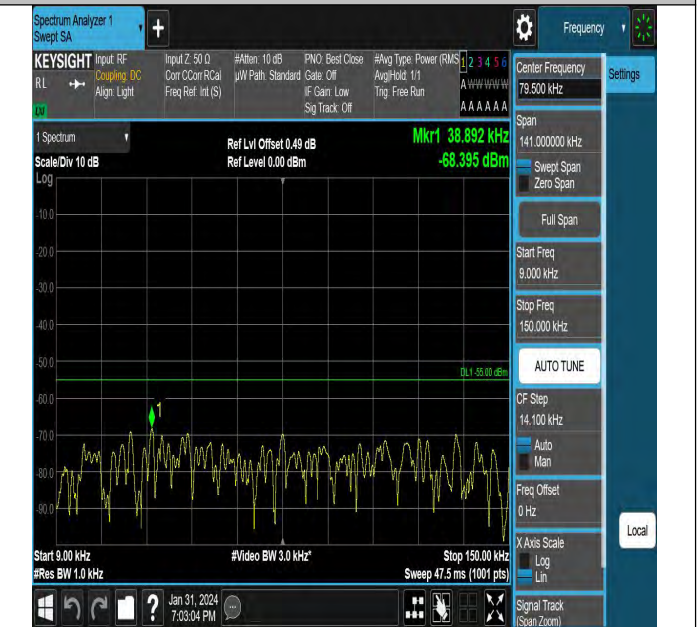 Spectrum Analyzer 1
Swept SA
+
Frequency
KEYSIGHT
RL
Input: RF
Coupling: DC
Align: Light
Input Z: 50 Ω
Corr CCorr RCal
Freq Ref: Int (S)
#Atten: 10 dB
µW Path: Standard
PNO: Best Close
Gate: Off
IF Gain: Low
Sig Track: Off
#Avg Type: Power (RMS
Avg|Hold: 1/1
Trig: Free Run
1 2 3 4 5 6
A W W W W W
A A A A A A
Center Frequency
79.500 kHz
Settings
Span
141.000000 kHz
Swept Span
Zero Span
Full Span
Start Freq
9.000 kHz
Stop Freq
150.000 kHz
AUTO TUNE
CF Step
14.100 kHz
Auto
Man
Freq Offset
0 Hz
X Axis Scale
Log
Lin
Signal Track
(Span Zoom)
Local
1 Spectrum
Scale/Div 10 dB
Log
Ref Lvl Offset 0.49 dB
Ref Level 0.00 dBm
Mkr1 38.892 kHz
-68.395 dBm
-10.0
-20.0
-30.0
-40.0
-50.0
DL1 -55.00 dBm
-60.0
1
-70.0
-80.0
-90.0
Start 9.00 kHz
#Video BW 3.0 kHz*
Stop 150.00 kHz
#Res BW 1.0 kHz
Sweep 47.5 ms (1001 pts)
?
Jan 31, 2024
7:03:04 PM